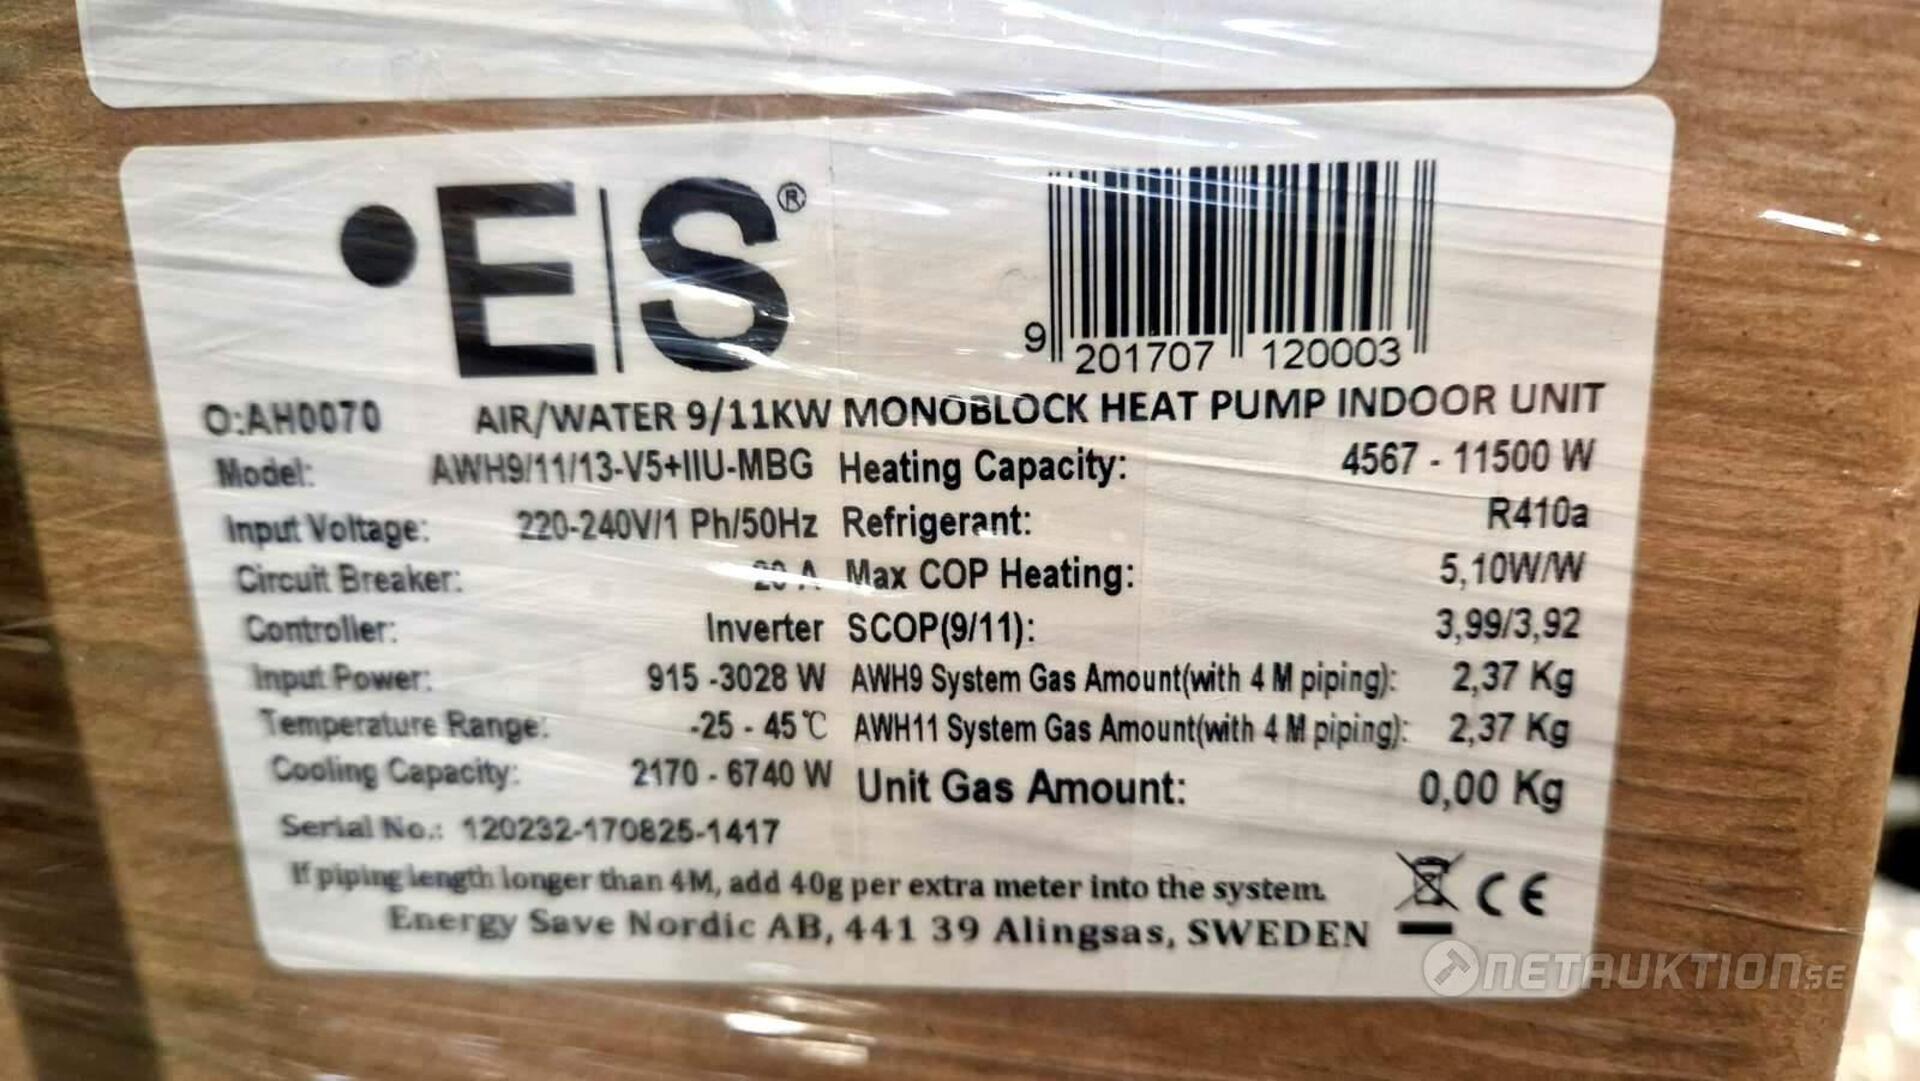 •E|S®
9 201707 120003
O:AH0070 AIR/WATER 9/11KW MONOBLOCK HEAT PUMP INDOOR UNIT
Model: AWH9/11/13-V5+IIU-MBG Heating Capacity: 4567 - 11500 W
Input Voltage: 220-240V/1 Ph/50Hz Refrigerant: R410a
Circuit Breaker: 20 A Max COP Heating: 5,10W/W
Controller: Inverter SCOP(9/11): 3,99/3,92
Input Power: 915 -3028 W AWH9 System Gas Amount(with 4 M piping): 2,37 Kg
Temperature Range: -25 - 45℃ AWH11 System Gas Amount(with 4 M piping): 2,37 Kg
Cooling Capacity: 2170 - 6740 W Unit Gas Amount: 0,00 Kg
Serial No.: 120232-170825-1417
If piping length longer than 4M, add 40g per extra meter into the system.
Energy Save Nordic AB, 441 39 Alingsas, SWEDEN
CE
NETAUKTION.SE